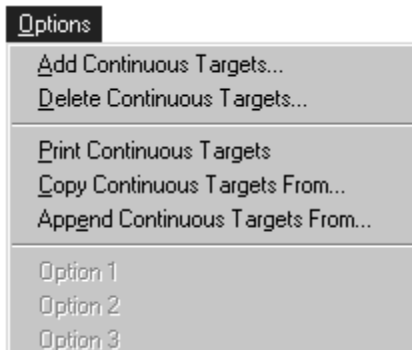 Options
Add Continuous Targets...
Delete Continuous Targets...
Print Continuous Targets
Copy Continuous Targets From...
Append Continuous Targets From...
Option 1
Option 2
Option 3